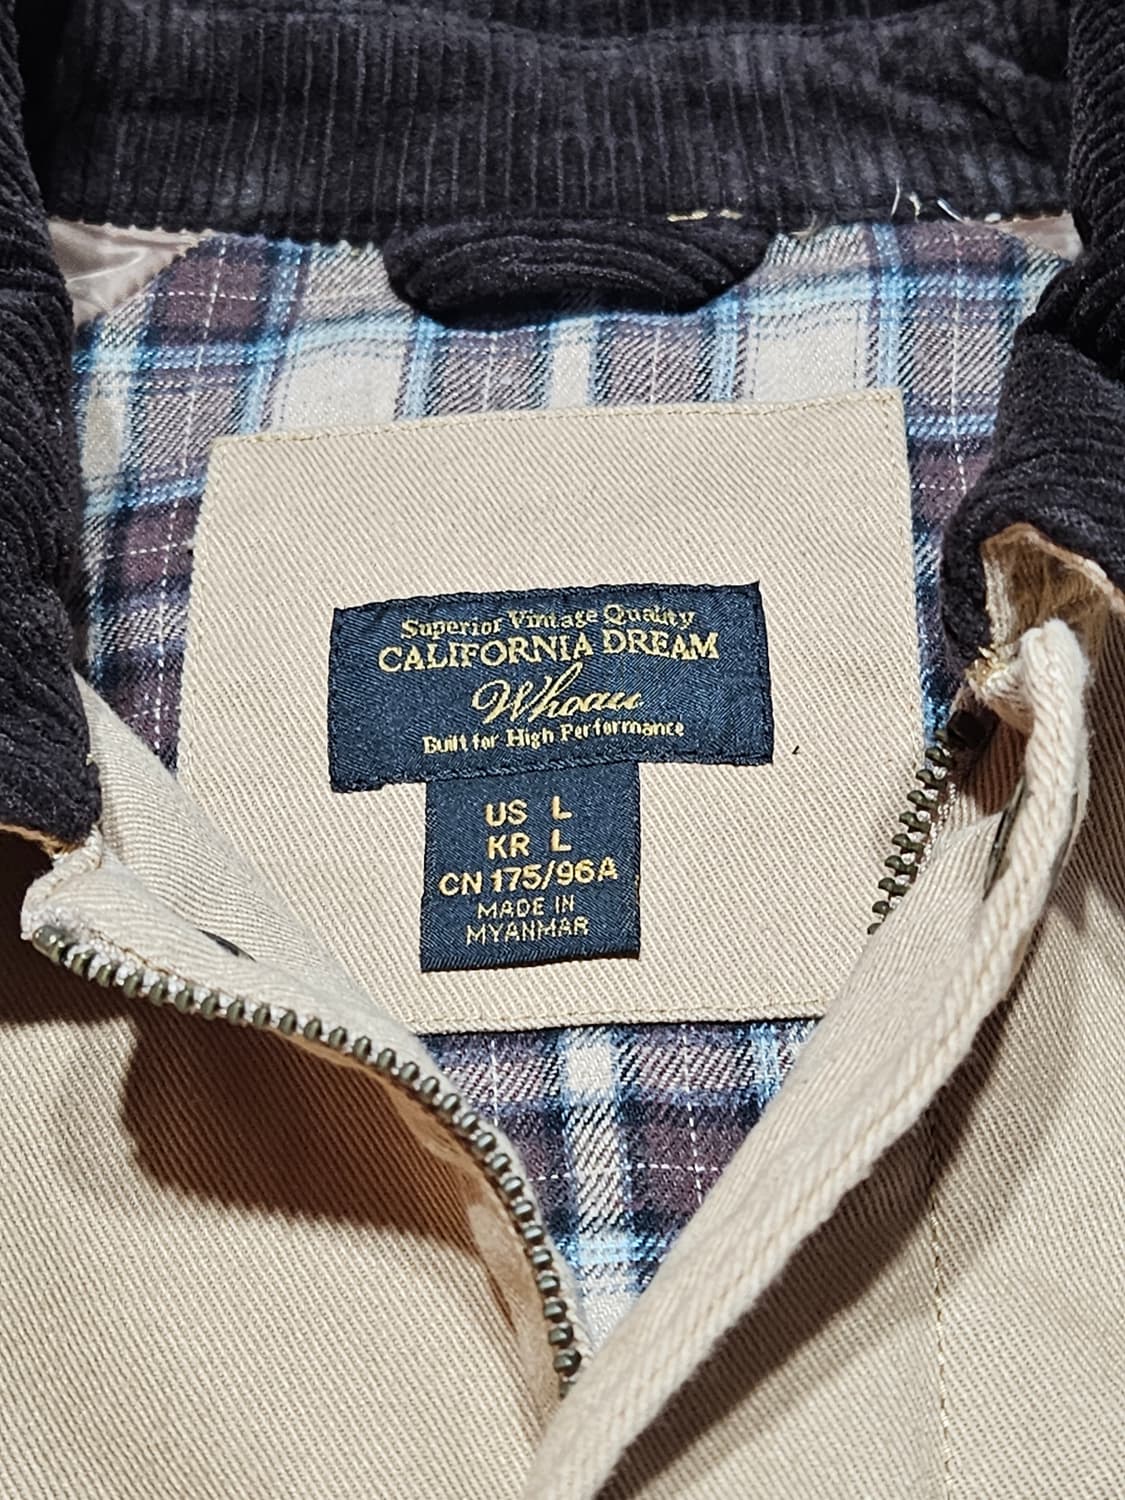 Superior Vintage Quality
CALIFORNIA DREAM
Whoau
Built for High Performance
US L
KR L
CN 175/96A
MADE IN
MYANMAR